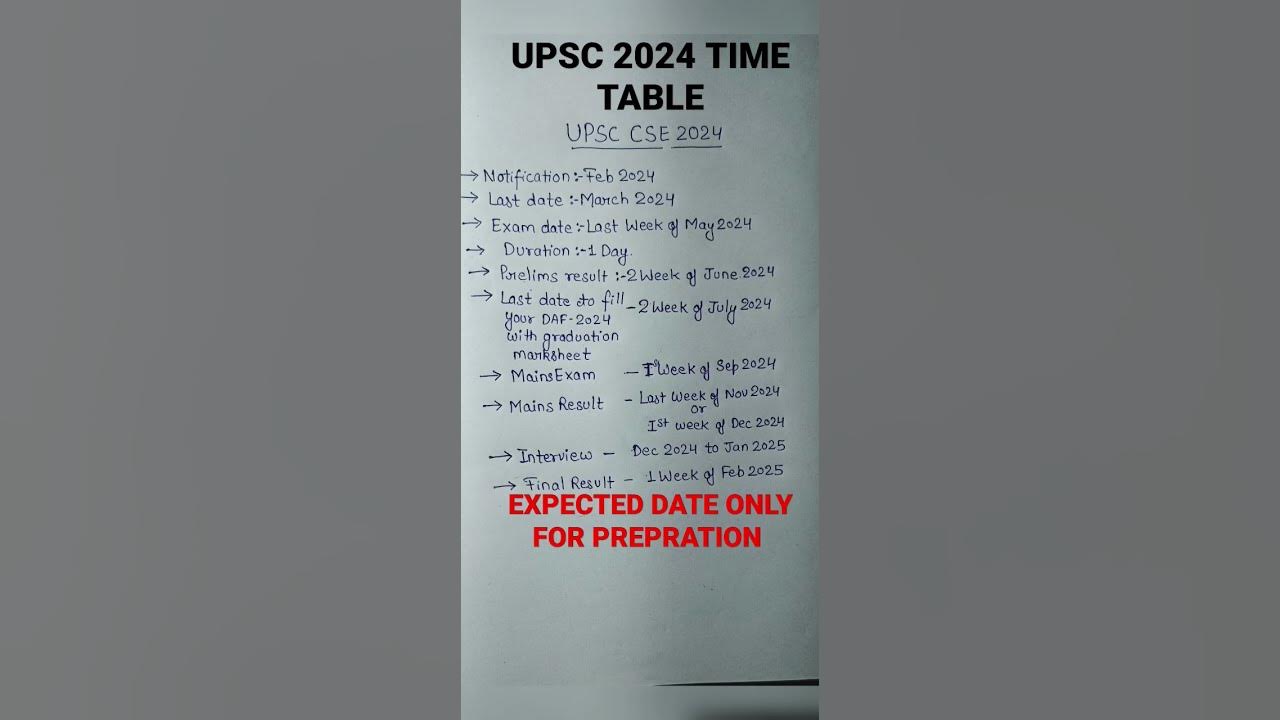 UPSC 2024 TIME
TABLE
UPSC CSE 2024
→ Notification :- Feb 2024
→ Last date :- March 2024
→ Exam date :- Last Week of May 2024
→ Duration :- 1 Day.
→ Prelims result :- 2 Week of June 2024
→ Last date to fill - 2 Week of July 2024
your DAF-2024
with graduation
marksheet
→ Mains Exam - Ist Week of Sep 2024
→ Mains Result - Last Week of Nov 2024
or
Ist week of Dec 2024
→ Interview - Dec 2024 to Jan 2025
→ Final Result - 1 Week of Feb 2025
EXPECTED DATE ONLY
FOR PREPRATION